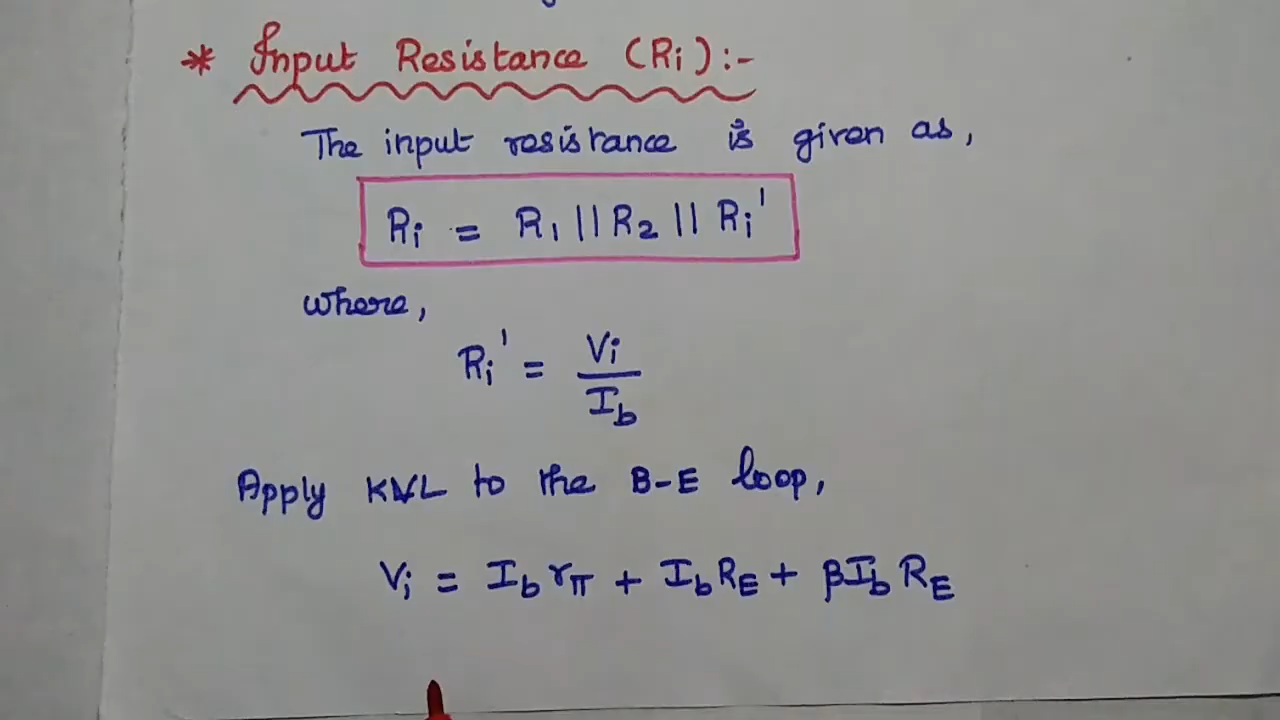 * Input Resistance (Ri) :-
The input resistance is given as,
Ri = R1 || R2 || Ri'
where,
Ri' = Vi / Ib
Apply KVL to the B-E loop,
Vi = Ib rπ + Ib RE + βIb RE